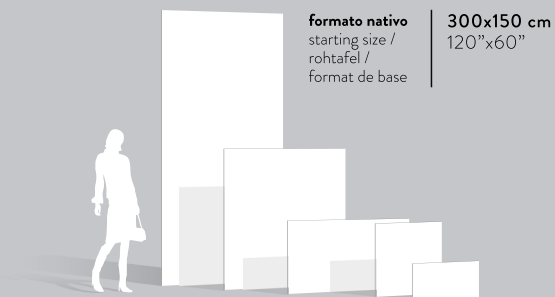 formato nativo
starting size /
rohtafel /
format de base
300x150 cm
120”x60”